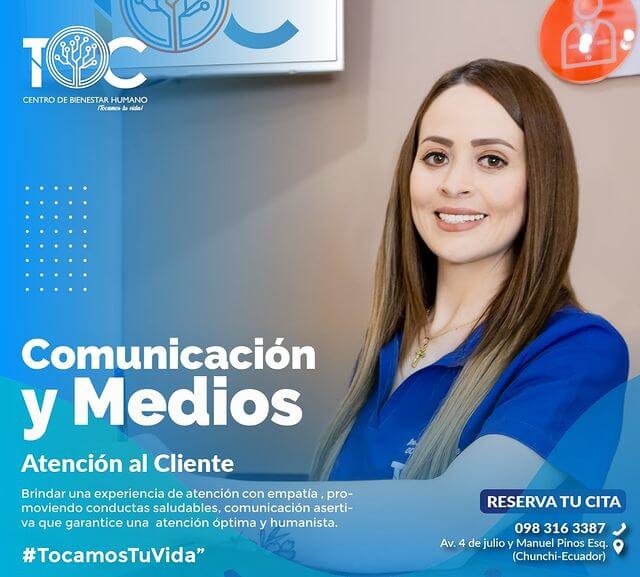 TOC
CENTRO DE BIENESTAR HUMANO
¡Tocamos tu vida!
Comunicación
y Medios
Atención al Cliente
Brindar una experiencia de atención con empatía , pro-
moviendo conductas saludables, comunicación aserti-
va que garantice una atención óptima y humanista.
#TocamosTuVida”
RESERVA TU CITA
098 316 3387
Av. 4 de julio y Manuel Pinos Esq.
(Chunchi-Ecuador)